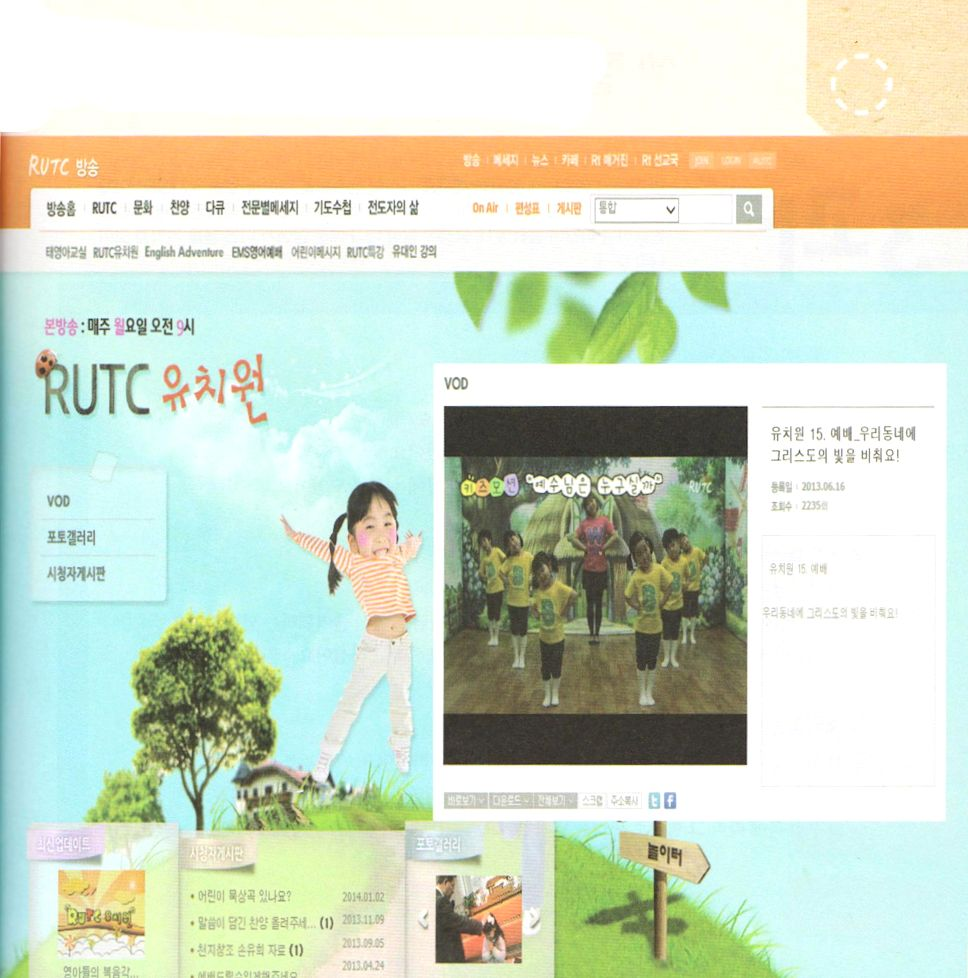 RUTC 방송
방송 메세지 뉴스 카페 RT 매거진 RT 선교국 JOIN LOGIN RUTC
방송홈 RUTC 문화 찬양 다큐 전문별메세지 기도수첩 전도자의 삶 On Air 편성표 게시판 통합
태영아교실 RUTC유치원 English Adventure EMS영어예배 어린이메시지 RUTC특강 유대인 강의
본방송 : 매주 월요일 오전 9시
RUTC 유치원
VOD
포토갤러리
시청자게시판
VOD
키즈모션 "예수님은 누구실까" RUTC
유치원 15. 예배_우리동네에
그리스도의 빛을 비춰요!
등록일 : 2013.06.16
조회수 : 2235회
유치원 15. 예배
우리동네에 그리스도의 빛을 비춰요!
바로보기 다운로드 전체보기 스크랩 주소복사
최신업데이트
RUTC 유치원
영아들의 복음각...
시청자게시판
어린이 묵상곡 있나요? 2014.01.02
말씀이 담긴 찬양 올려주세... (1) 2013.11.09
천지창조 손유희 자료 (1) 2013.09.05
2013.04.24
포토갤러리
놀이터